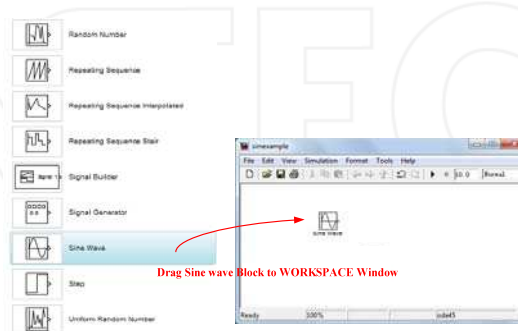 Random Number
Repeating Sequence
Repeating Sequence Interpolated
Repeating Sequence Stair
Signal Builder
Signal Generator
Sine Wave
Step
Uniform Random Number
sinesample
File Edit View Simulation Format Tools Help
10.0 Normal
Sine Wave
Drag Sine wave Block to WORKSPACE Window
Ready 100% ode45